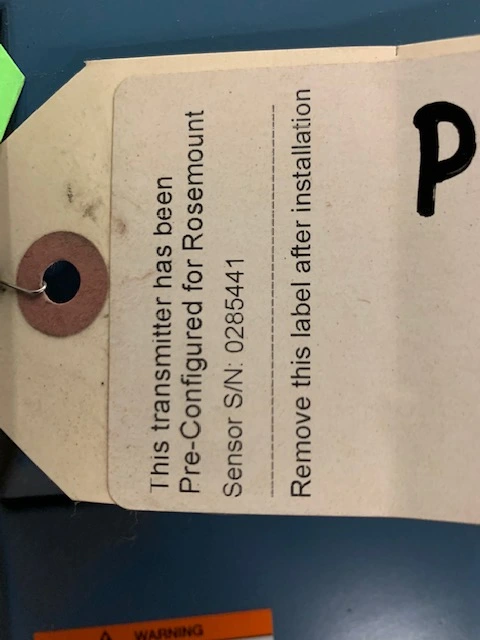 This transmitter has been
Pre-Configured for Rosemount
Sensor S/N: 0285441
Remove this label after installation
P
WARNING